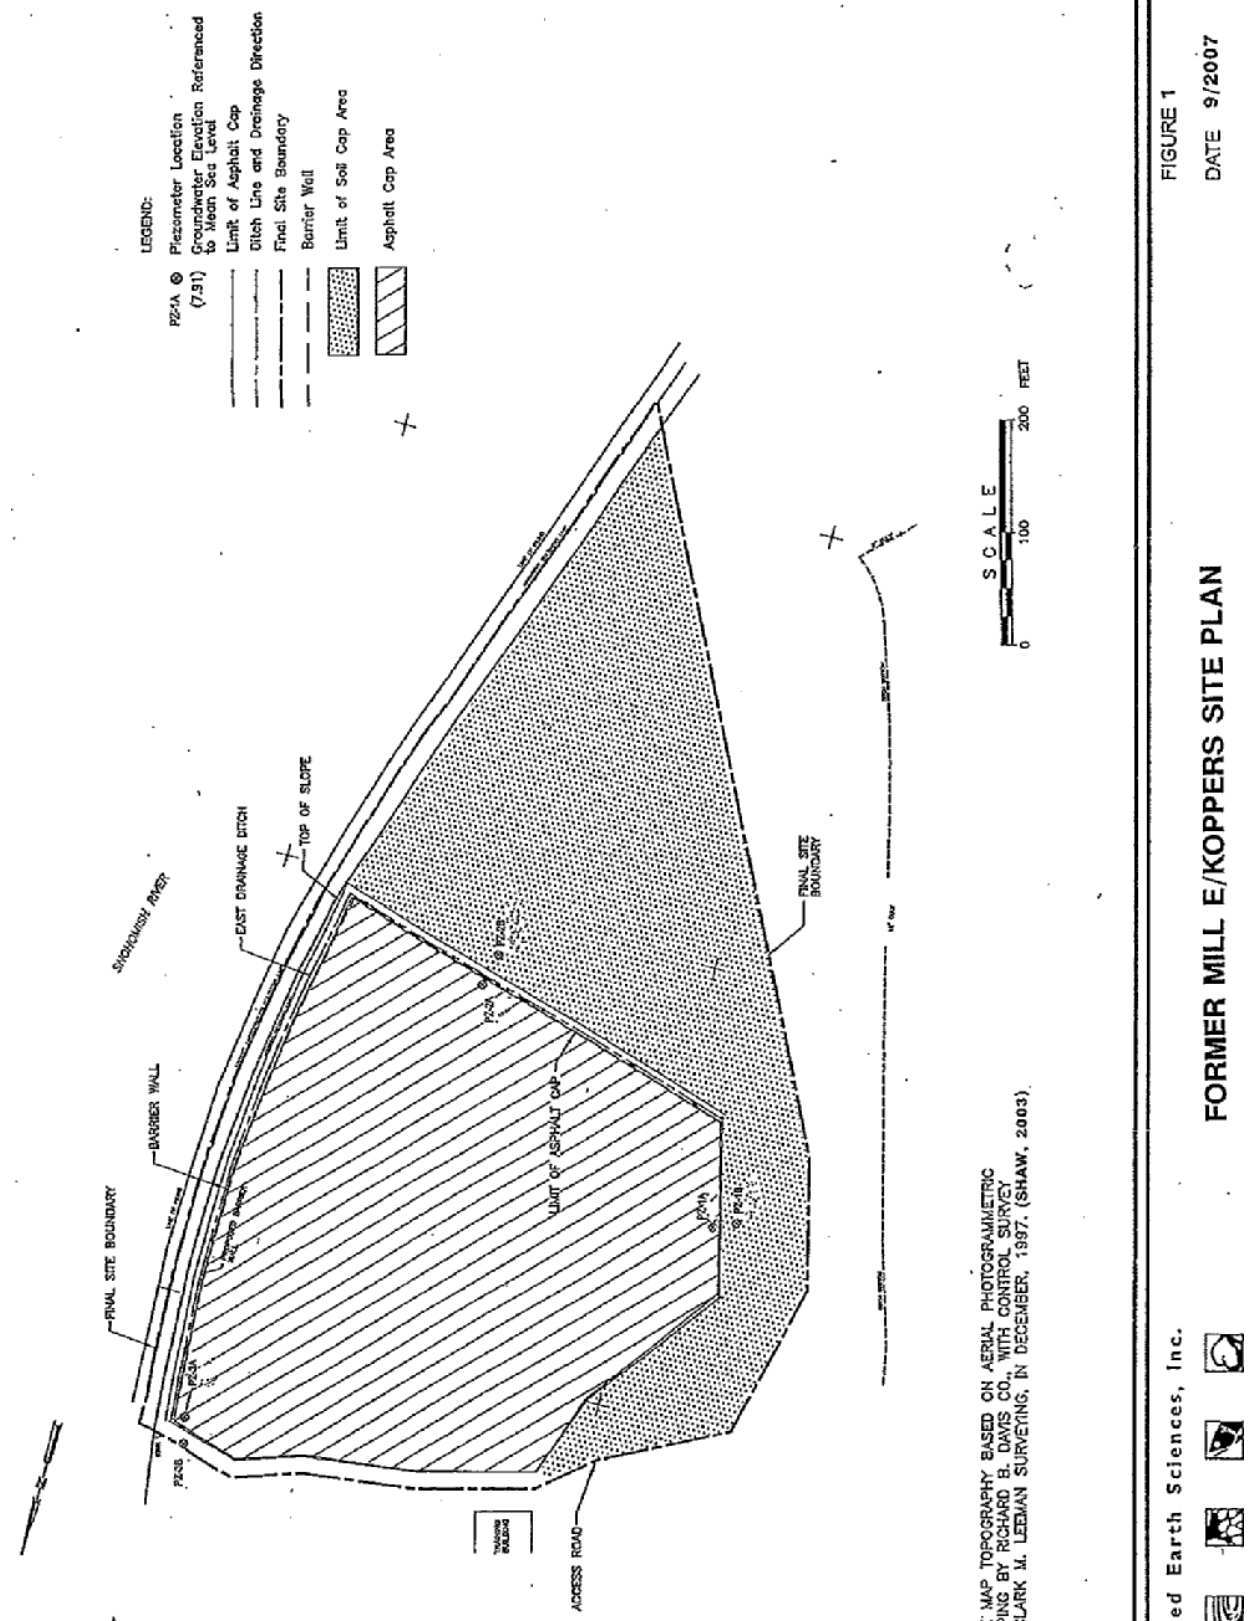 LEGEND:
PZ-1A Piezometer Location
(7.91) Groundwater Elevation Referenced
to Mean Sea Level
Limit of Asphalt Cap
Ditch Line and Drainage Direction
Final Site Boundary
Barrier Wall
Limit of Soil Cap Area
Asphalt Cap Area
SNOHOMISH RIVER
FINAL SITE BOUNDARY
BARRIER WALL
EAST DRAINAGE DITCH
TOP OF SLOPE
PZ-3A
PZ-3B
PZ-2A
PZ-2B
LIMIT OF ASPHALT CAP
PZ-1A
PZ-1B
FINAL SITE
BOUNDARY
BUILDING
ACCESS ROAD
SCALE
0 100 200 FEET
MAP TOPOGRAPHY BASED ON AERIAL PHOTOGRAMMETRIC
PING BY RICHARD B. DAVIS CO., WITH CONTROL SURVEY
CLARK M. LEEMAN SURVEYING, IN DECEMBER, 1997. (SHAW, 2003)
ed Earth Sciences, Inc.
FORMER MILL E/KOPPERS SITE PLAN
FIGURE 1
DATE 9/2007